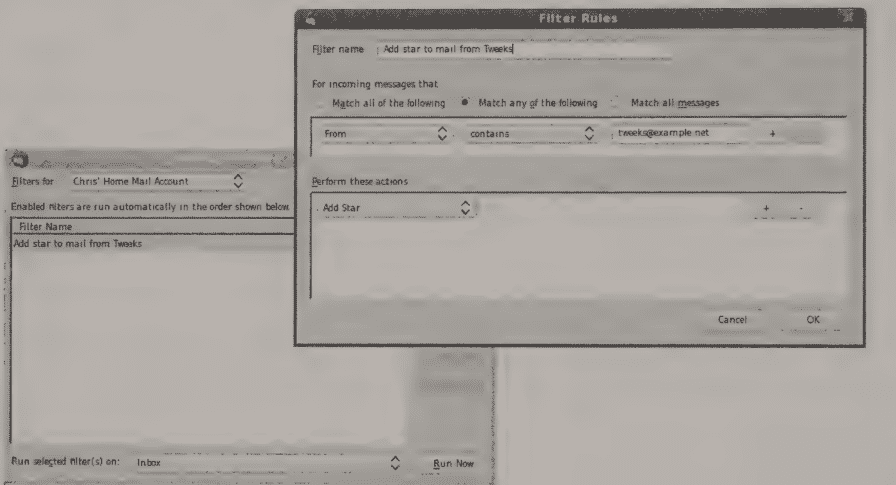 Filter Rules
Filter name Add star to mail from Tweeks
For incoming messages that
Match all of the following Match any of the following Match all messages
From contains tweeks@example.net +
Perform these actions
Add Star + -
Cancel OK
Filters for Chris' Home Mail Account
Enabled filters are run automatically in the order shown below
Filter Name
Add star to mail from Tweeks
Run selected filter(s) on: Inbox Run Now